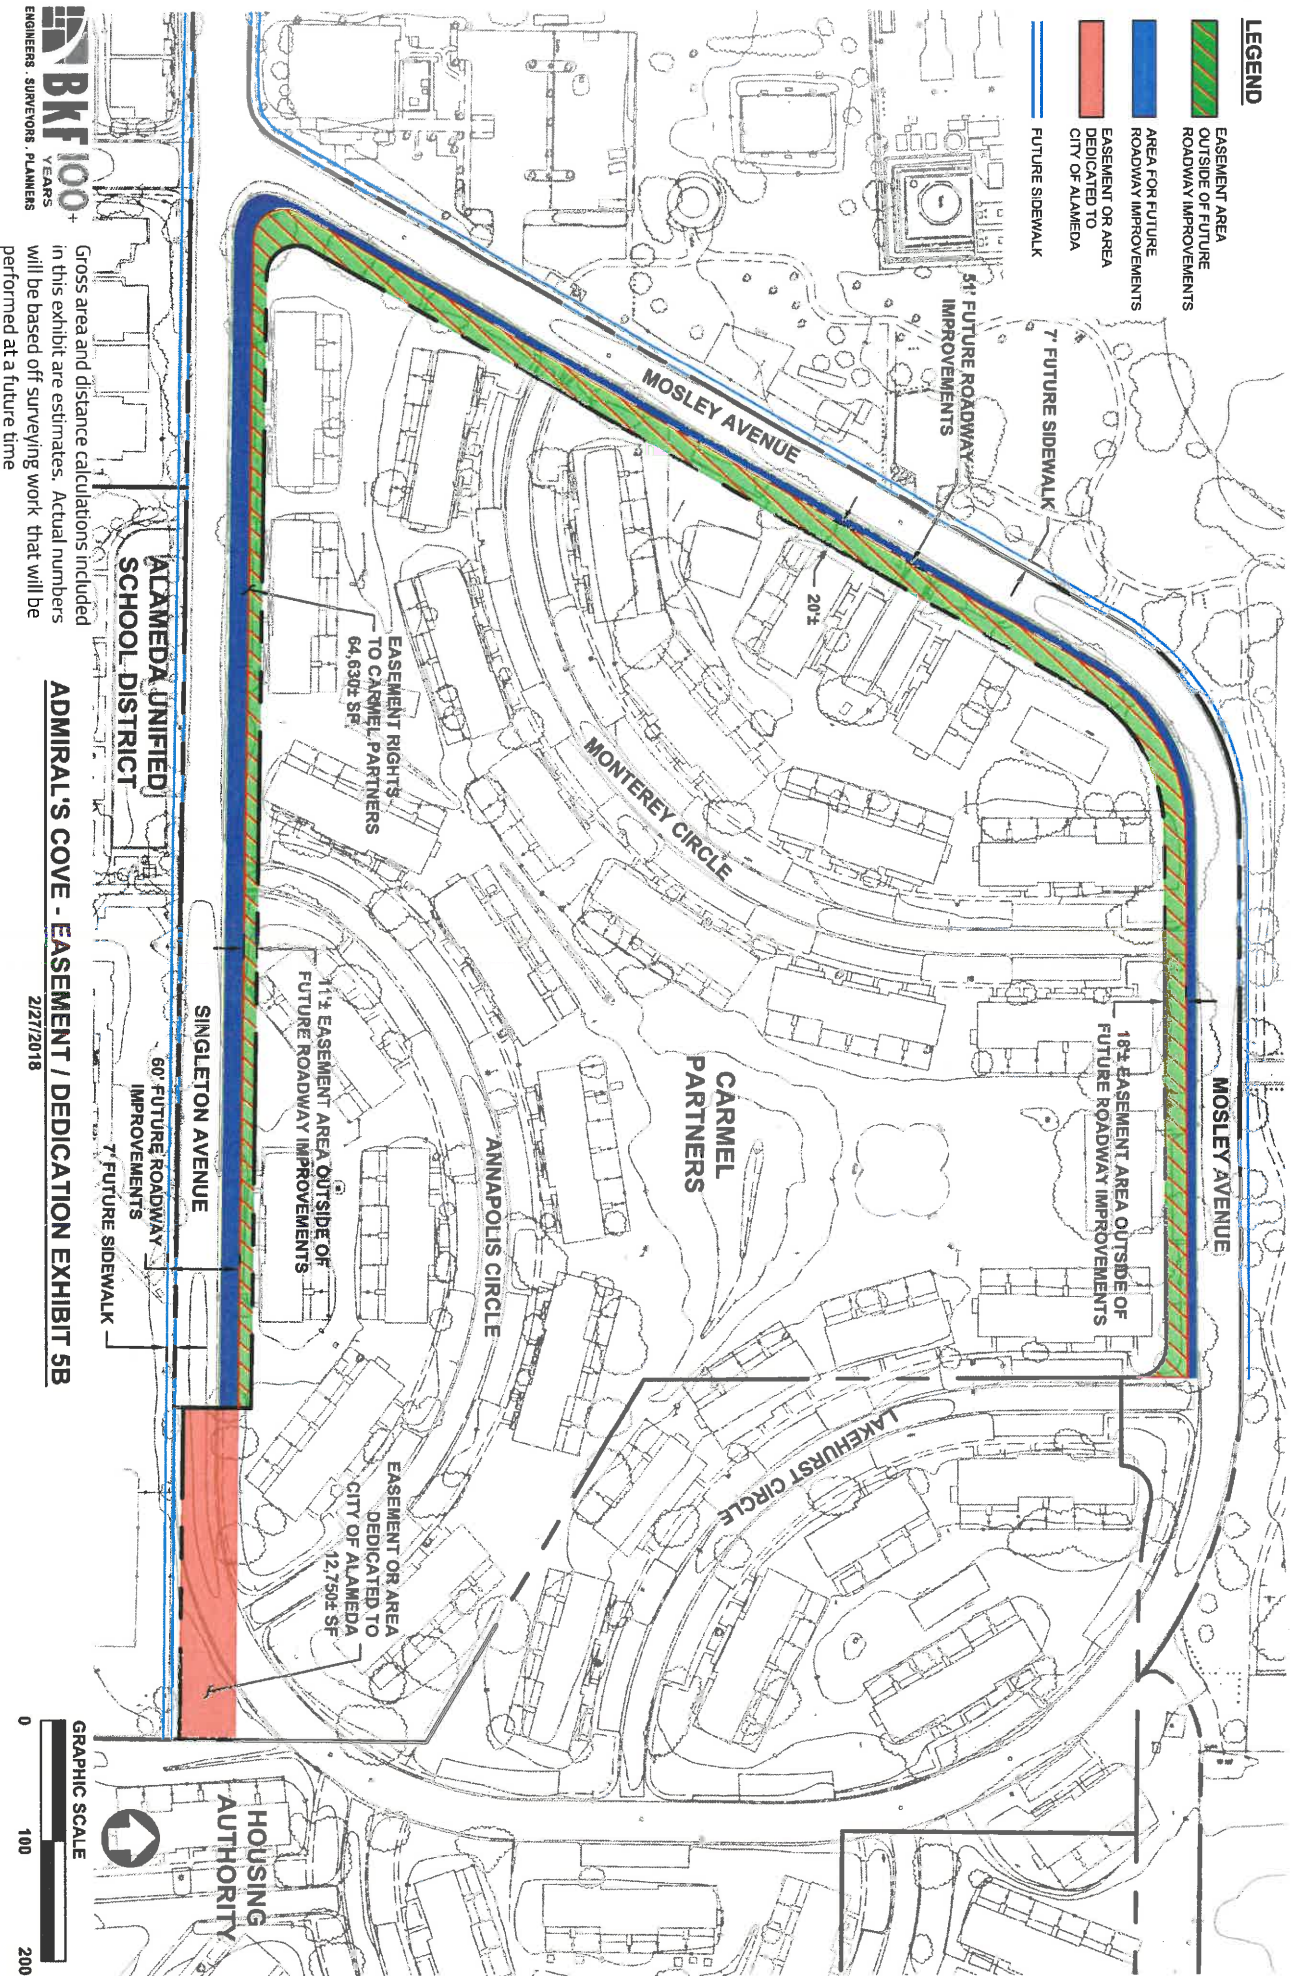 LEGEND
EASEMENT AREA
OUTSIDE OF FUTURE
ROADWAY IMPROVEMENTS
AREA FOR FUTURE
ROADWAY IMPROVEMENTS
EASEMENT OR AREA
DEDICATED TO
CITY OF ALAMEDA
FUTURE SIDEWALK
7' FUTURE SIDEWALK
51' FUTURE ROADWAY
IMPROVEMENTS
MOSLEY AVENUE
20'±
MOSLEY AVENUE
18'± EASEMENT AREA OUTSIDE OF
FUTURE ROADWAY IMPROVEMENTS
MONTEREY CIRCLE
CARMEL
PARTNERS
LAKEHURST CIRCLE
ANNAPOLIS CIRCLE
EASEMENT RIGHTS
TO CARMEL PARTNERS
64,630± SF
11'± EASEMENT AREA OUTSIDE OF
FUTURE ROADWAY IMPROVEMENTS
EASEMENT OR AREA
DEDICATED TO
CITY OF ALAMEDA
12,750± SF
SINGLETON AVENUE
60' FUTURE ROADWAY
IMPROVEMENTS
7' FUTURE SIDEWALK
ALAMEDA UNIFIED
SCHOOL DISTRICT
HOUSING
AUTHORITY
BKF 100+
YEARS
ENGINEERS . SURVEYORS . PLANNERS
Gross area and distance calculations included
in this exhibit are estimates. Actual numbers
will be based off surveying work that will be
performed at a future time
ADMIRAL'S COVE - EASEMENT / DEDICATION EXHIBIT 5B
2/27/2018
GRAPHIC SCALE
0 100 200